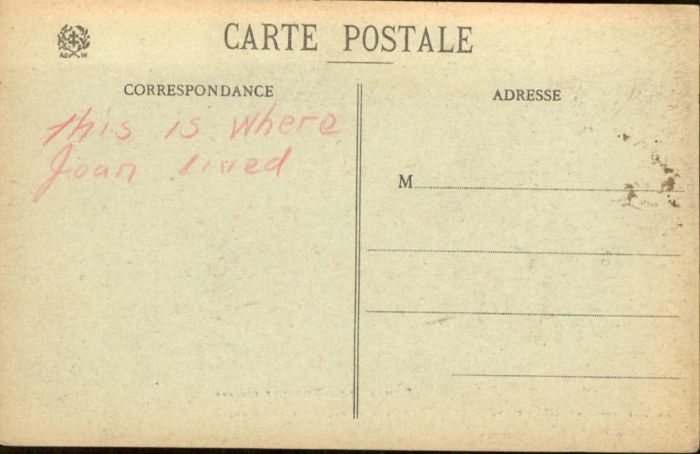 CARTE POSTALE
CORRESPONDANCE
This is where
Joan lived
ADRESSE
M